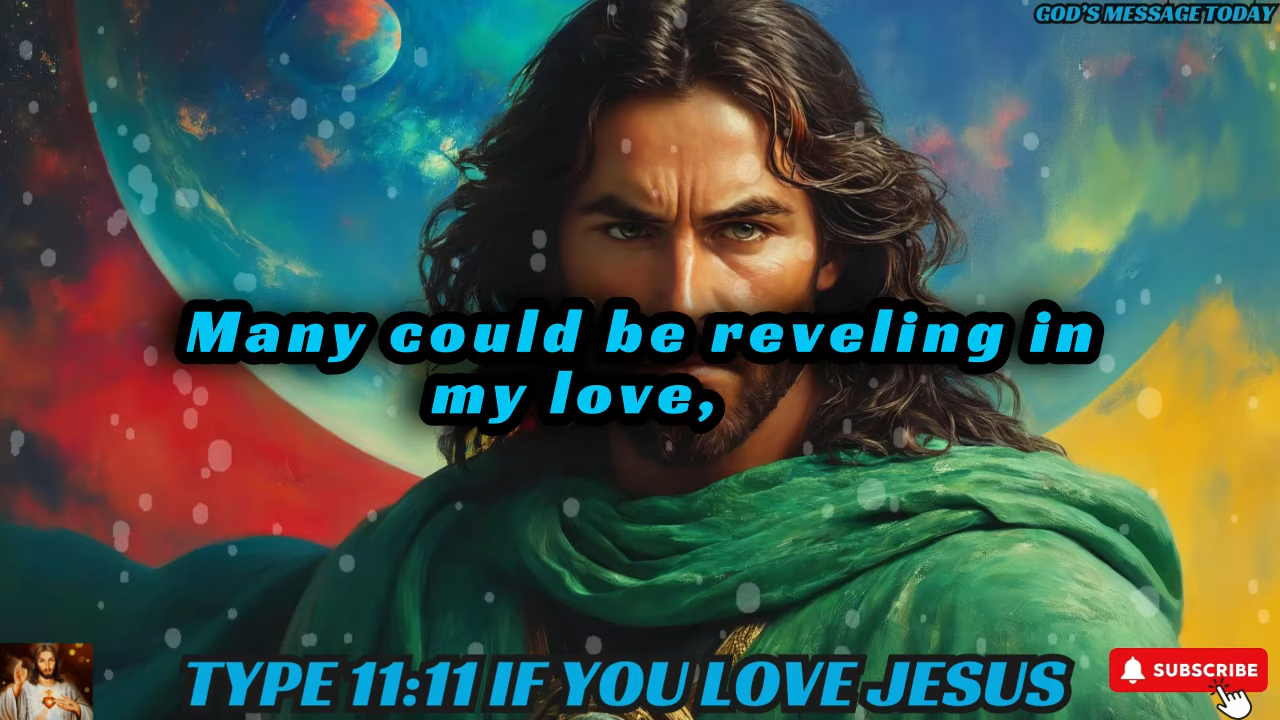 GOD'S MESSAGE TODAY
Many could be reveling in
my love,
TYPE 11:11 IF YOU LOVE JESUS
SUBSCRIBE